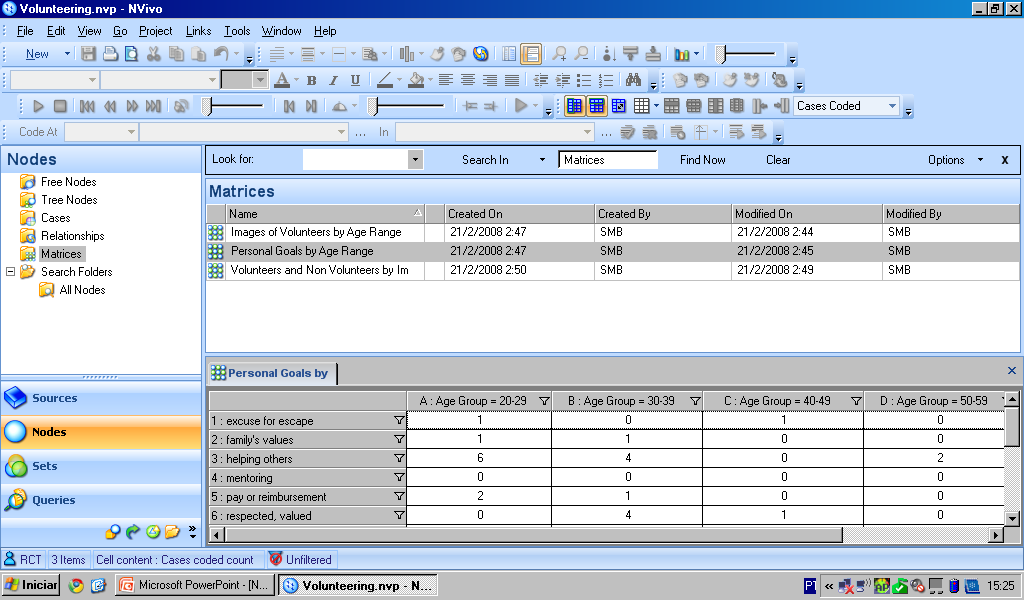 Volunteering.nvp - NVivo
File Edit View Go Project Links Tools Window Help
New
A B I U
Cases Coded
Code At ... In ...
Nodes
Free Nodes
Tree Nodes
Cases
Relationships
Matrices
Search Folders
All Nodes
Sources
Nodes
Sets
Queries
Look for: Search In Matrices Find Now Clear Options x
Matrices
Name Created On Created By Modified On Modified By
Images of Volunteers by Age Range 21/2/2008 2:47 SMB 21/2/2008 2:44 SMB
Personal Goals by Age Range 21/2/2008 2:47 SMB 21/2/2008 2:45 SMB
Volunteers and Non Volunteers by Im 21/2/2008 2:50 SMB 21/2/2008 2:49 SMB
Personal Goals by
A : Age Group = 20-29 B : Age Group = 30-39 C : Age Group = 40-49 D : Age Group = 50-59
1 : excuse for escape 1 0 1 0
2 : family's values 1 1 0 0
3 : helping others 6 4 0 2
4 : mentoring 0 0 0 0
5 : pay or reimbursement 2 1 0 0
6 : respected, valued 0 4 1 0
RCT 3 Items Cell content : Cases coded count Unfiltered
Iniciar Microsoft PowerPoint - [N... Volunteering.nvp - N... PT « 15:25